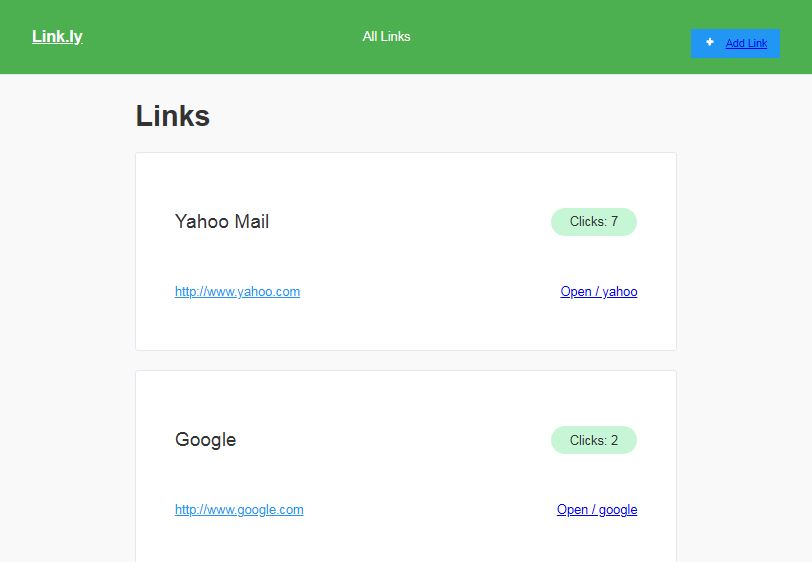 Link.ly
All Links
+ Add Link
Links
Yahoo Mail
Clicks: 7
http://www.yahoo.com
Open / yahoo
Google
Clicks: 2
http://www.google.com
Open / google